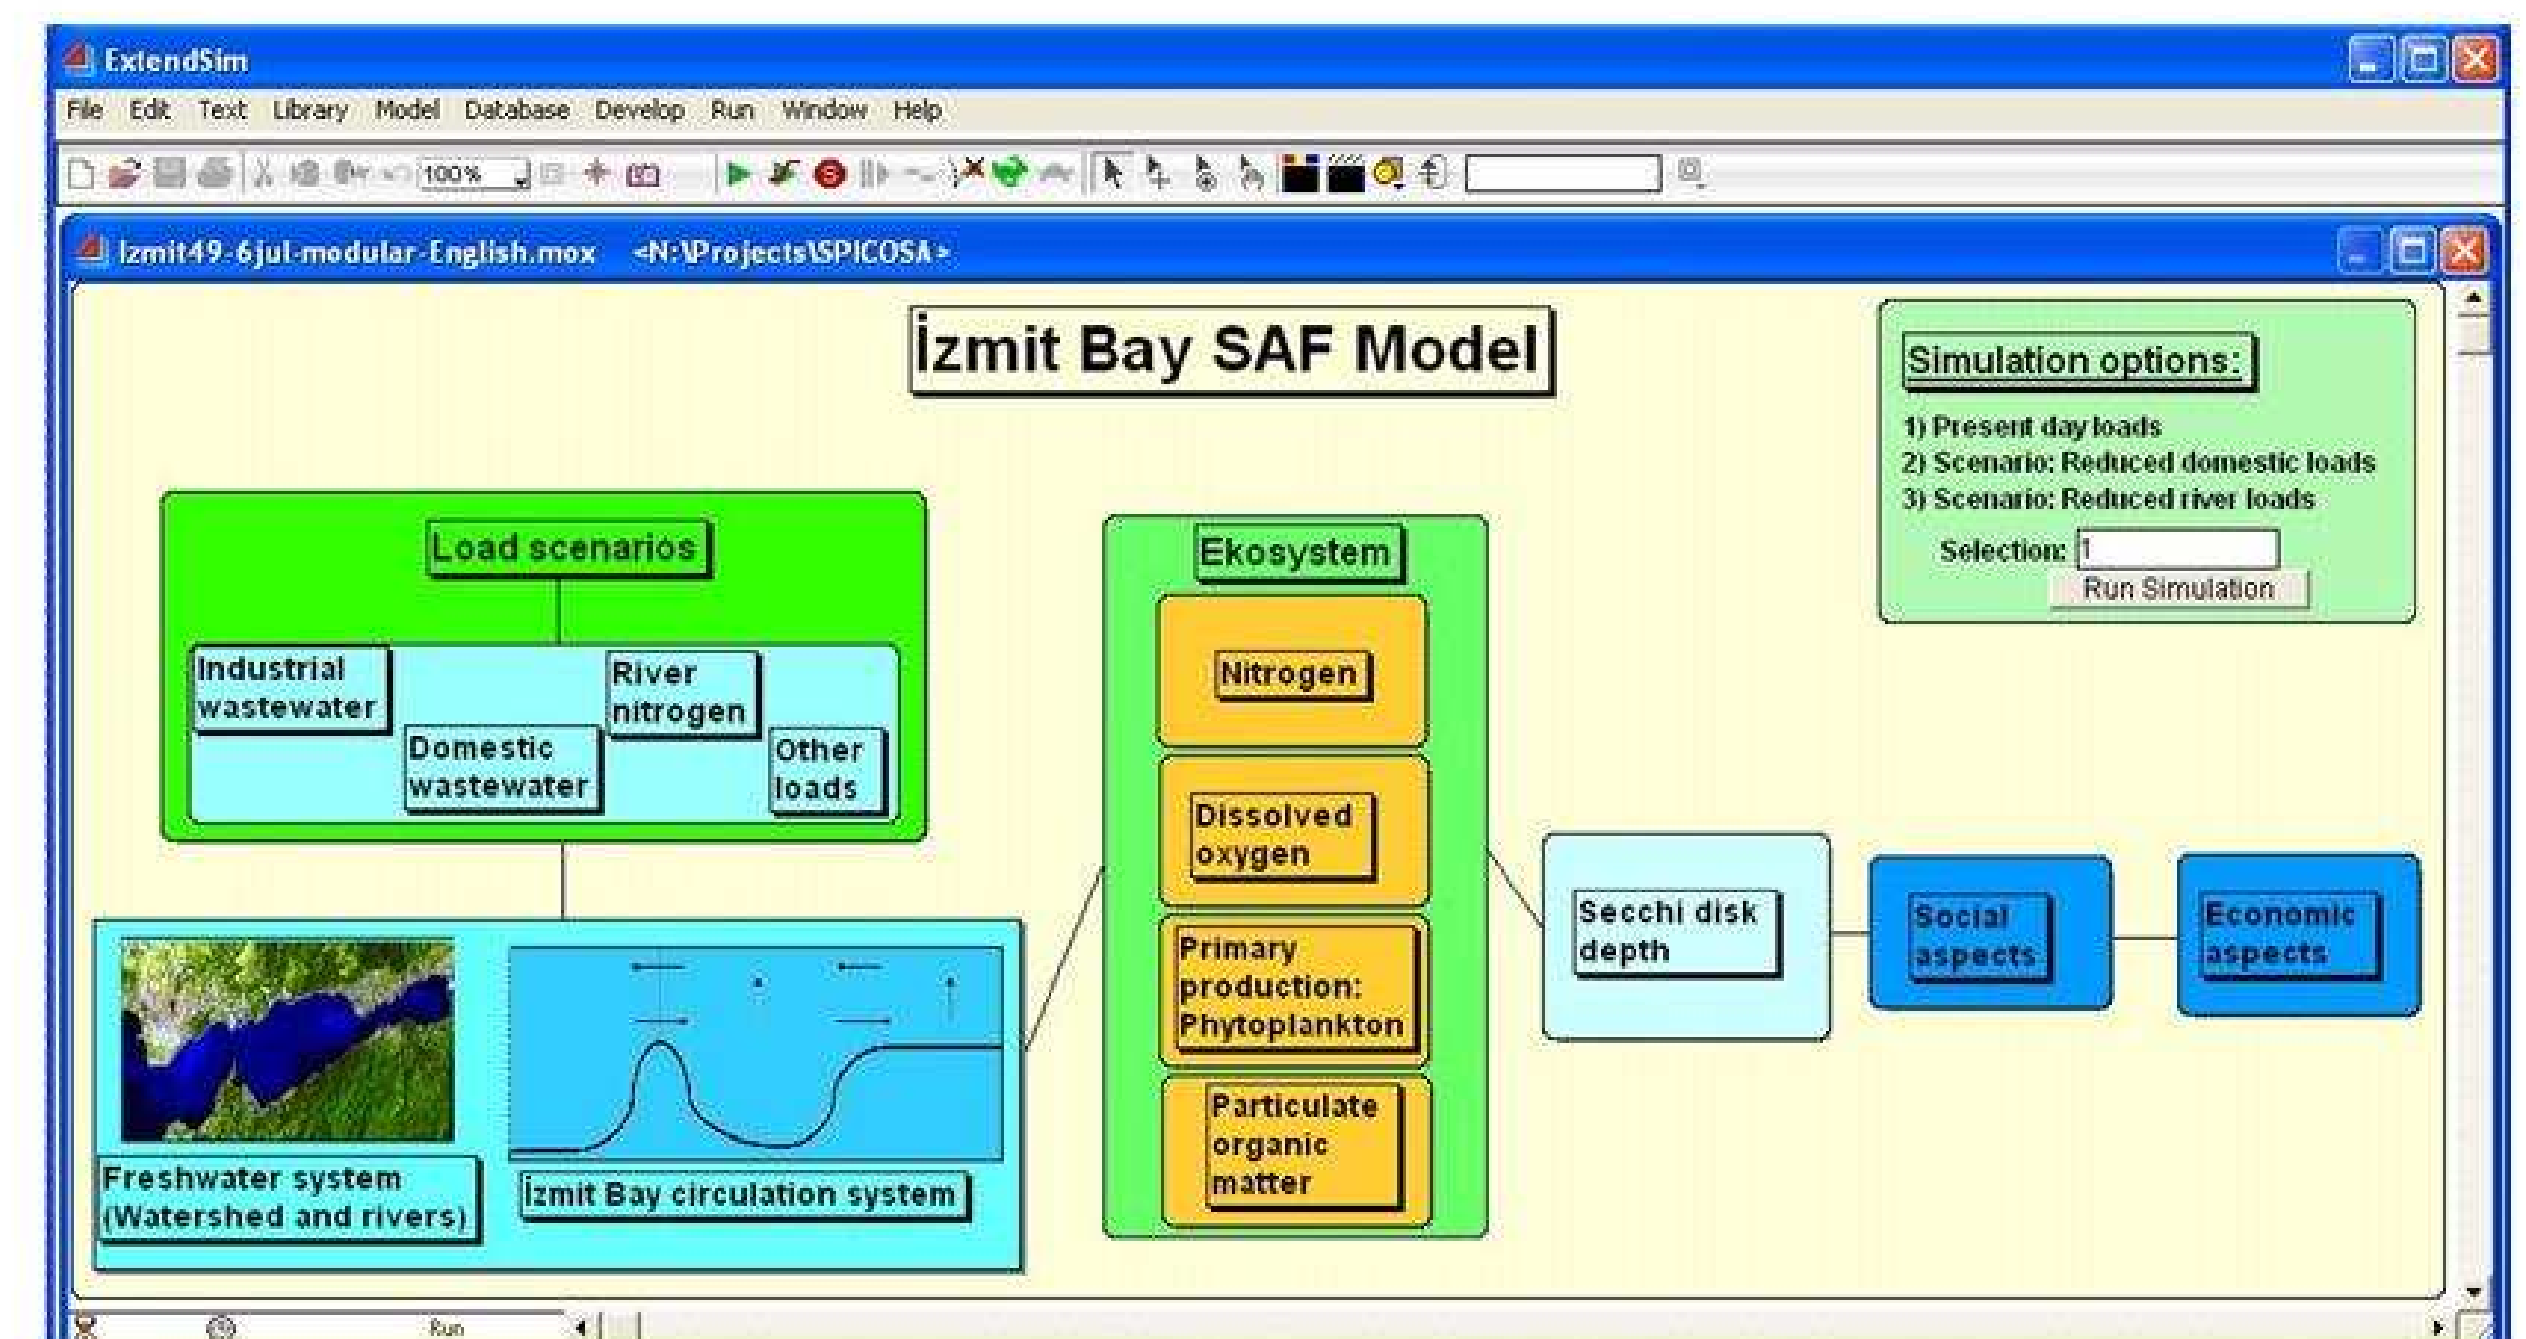 ExtendSim
File Edit Text Library Model Database Develop Run Window Help
100%
Izmit49-6jul-modular-English.mox <N:\Projects\SPICOSA>
İzmit Bay SAF Model
Simulation options:
1) Present day loads
2) Scenario: Reduced domestic loads
3) Scenario: Reduced river loads
Selection: 1
Run Simulation
Load scenarios
Industrial
wastewater
Domestic
wastewater
River
nitrogen
Other
loads
Freshwater system
(Watershed and rivers)
İzmit Bay circulation system
Ekosystem
Nitrogen
Dissolved
oxygen
Primary
production:
Phytoplankton
Particulate
organic
matter
Secchi disk
depth
Social
aspects
Economic
aspects
Run